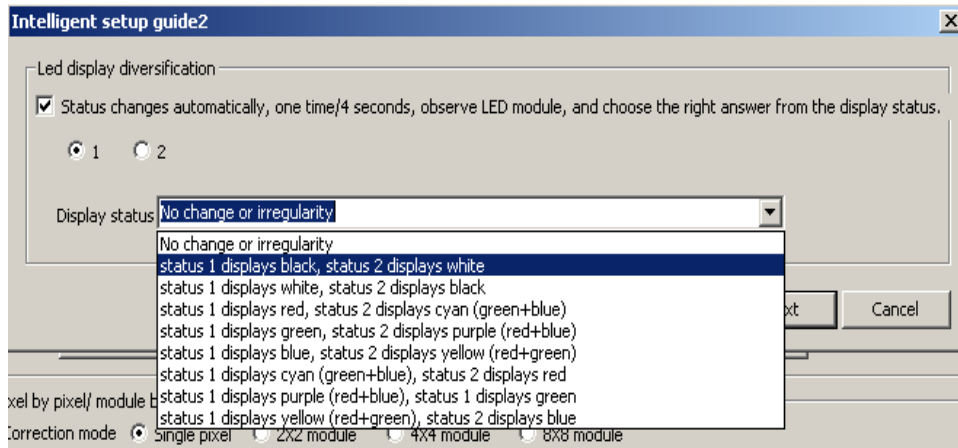 Intelligent setup guide2
Led display diversification
Status changes automatically, one time/4 seconds, observe LED module, and choose the right answer from the display status.
1 2
Display status No change or irregularity
No change or irregularity
status 1 displays black, status 2 displays white
status 1 displays white, status 2 displays black
status 1 displays red, status 2 displays cyan (green+blue)
status 1 displays green, status 2 displays purple (red+blue)
status 1 displays blue, status 2 displays yellow (red+green)
status 1 displays cyan (green+blue), status 2 displays red
status 1 displays purple (red+blue), status 1 displays green
status 1 displays yellow (red+green), status 2 displays blue
xt Cancel
xel by pixel/ module b
Correction mode Single pixel 2x2 module 4x4 module 8x8 module